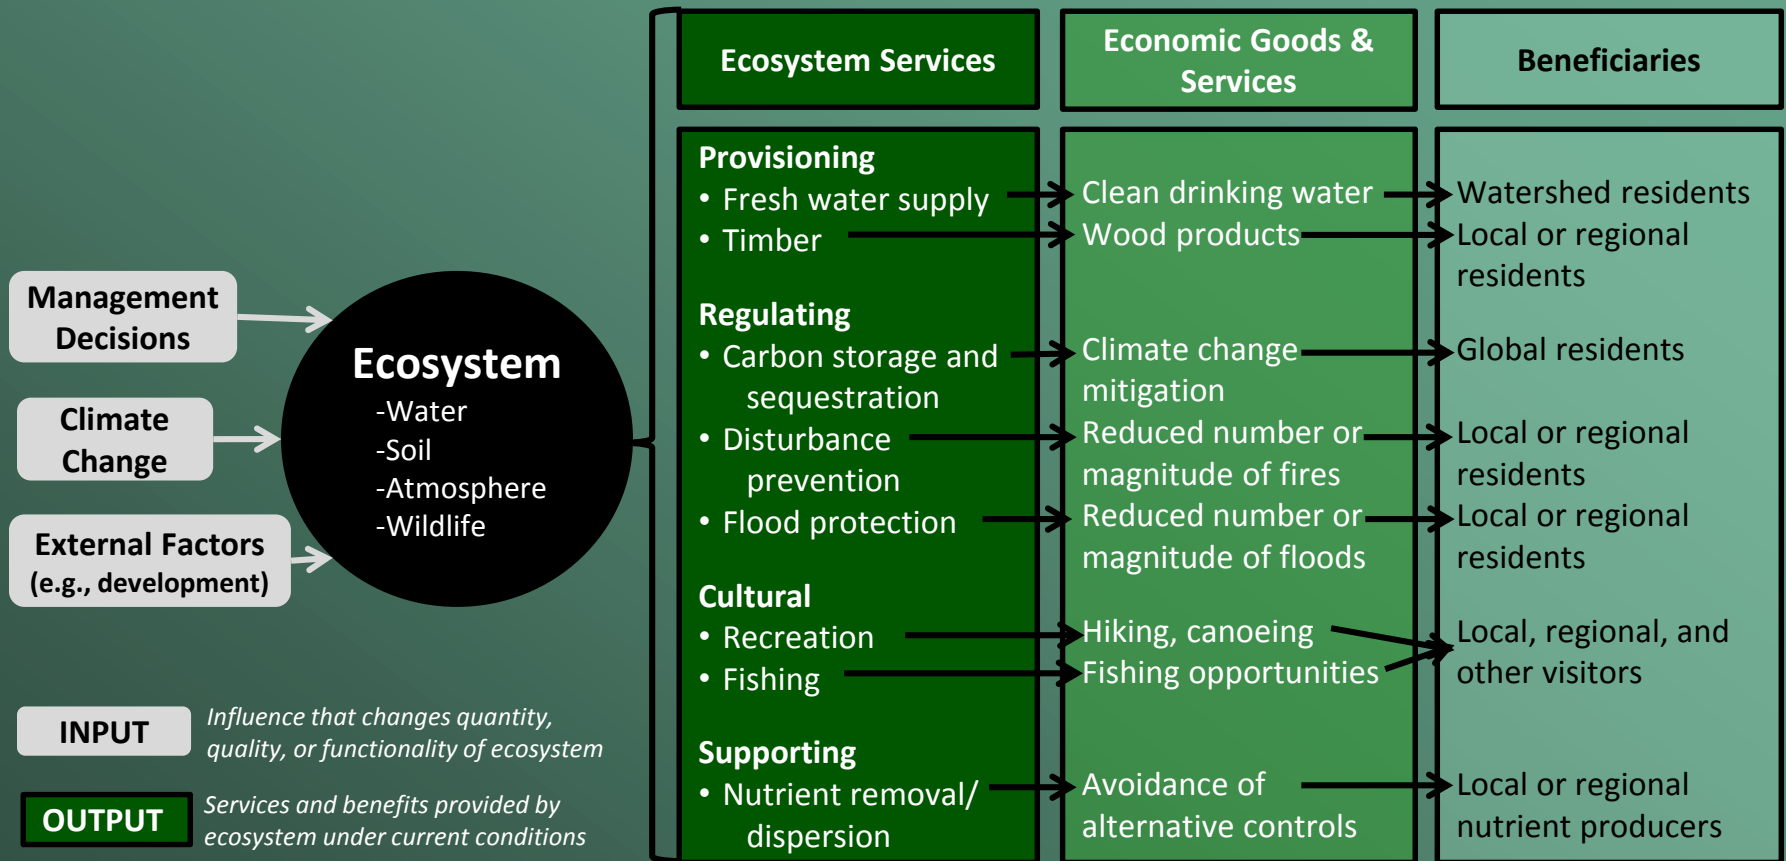 Ecosystem Services
Economic Goods &
Services
Beneficiaries
Management
Decisions
Climate
Change
External Factors
(e.g., development)
Ecosystem
-Water
-Soil
-Atmosphere
-Wildlife
Provisioning
• Fresh water supply
• Timber
Regulating
• Carbon storage and
sequestration
• Disturbance
prevention
• Flood protection
Cultural
• Recreation
• Fishing
Supporting
• Nutrient removal/
dispersion
Clean drinking water
Wood products
Climate change
mitigation
Reduced number or
magnitude of fires
Reduced number or
magnitude of floods
Hiking, canoeing
Fishing opportunities
Avoidance of
alternative controls
Watershed residents
Local or regional
residents
Global residents
Local or regional
residents
Local or regional
residents
Local, regional, and
other visitors
Local or regional
nutrient producers
INPUT
Influence that changes quantity,
quality, or functionality of ecosystem
OUTPUT
Services and benefits provided by
ecosystem under current conditions